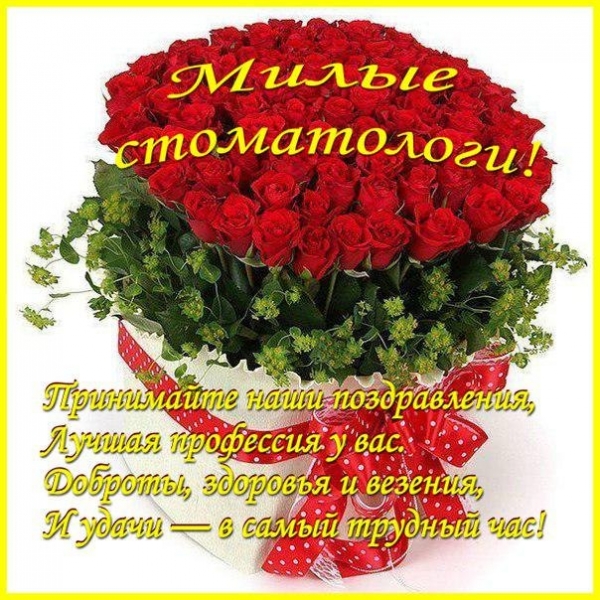 Милые
стоматологи!
Принимайте наши поздравления,
Лучшая профессия у вас.
Доброты, здоровья и везения,
И удачи — в самый трудный час!